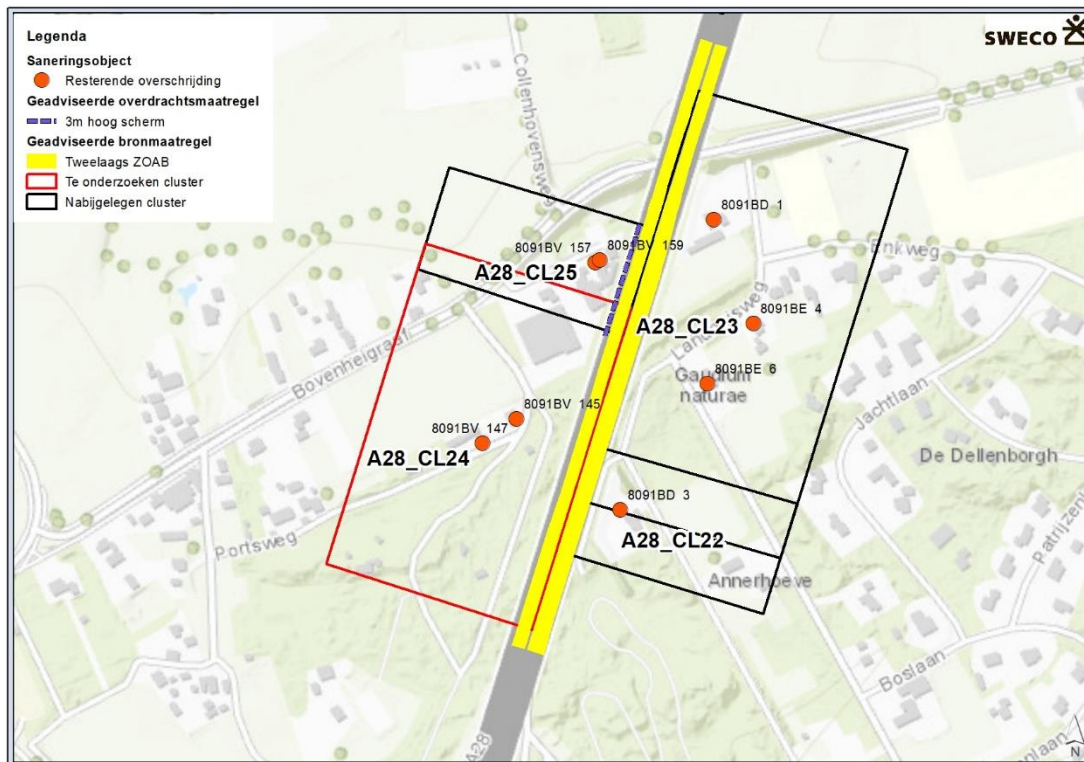 Legenda
Saneringsobject
Resterende overschrijding
Geadviseerde overdrachtsmaatregel
3m hoog scherm
Geadviseerde bronmaatregel
Tweelaags ZOAB
Te onderzoeken cluster
Nabijgelegen cluster
SWECO
Collenhovensweg
8091BD 1
8091BV 157
8091BV 159
Enkweg
A28_CL25
A28_CL23
Landgoedsweg
8091BE 4
Bovenheigraaf
8091BE 6
Gaudium
naturae
Jachtlaan
8091BV 145
8091BV 147
A28_CL24
De Dellenborgh
8091BD 3
A28_CL22
Portsweg
Annerhoeve
Boslaan
A28
N